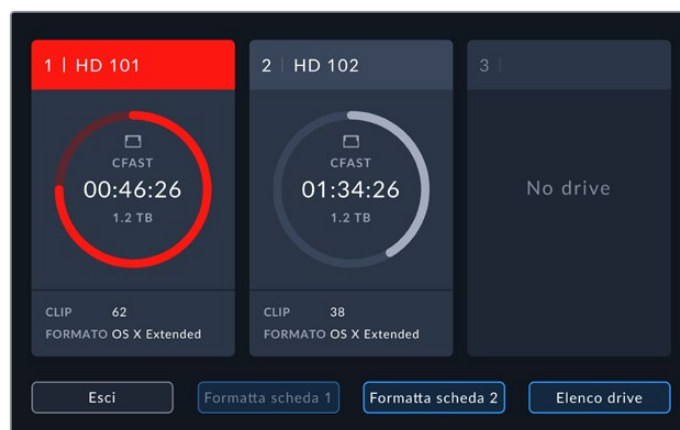 1 | HD 101
CFAST
00:46:26
1.2 TB
CLIP 62
FORMATO OS X Extended
2 | HD 102
CFAST
01:34:26
1.2 TB
CLIP 38
FORMATO OS X Extended
3 |
No drive
Esci
Formatta scheda 1
Formatta scheda 2
Elenco drive